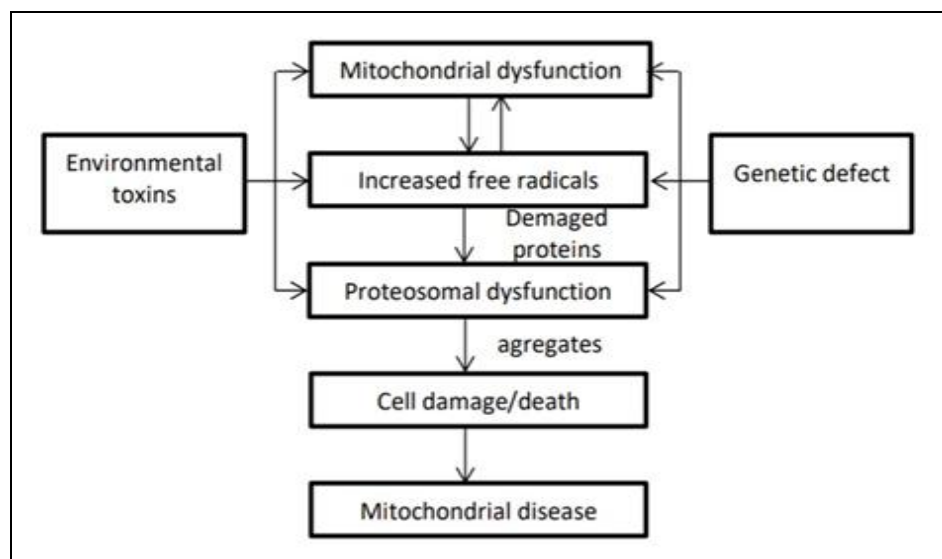 Mitochondrial dysfunction
Environmental
toxins
Increased free radicals
Genetic defect
Demaged
proteins
Proteosomal dysfunction
agregates
Cell damage/death
Mitochondrial disease